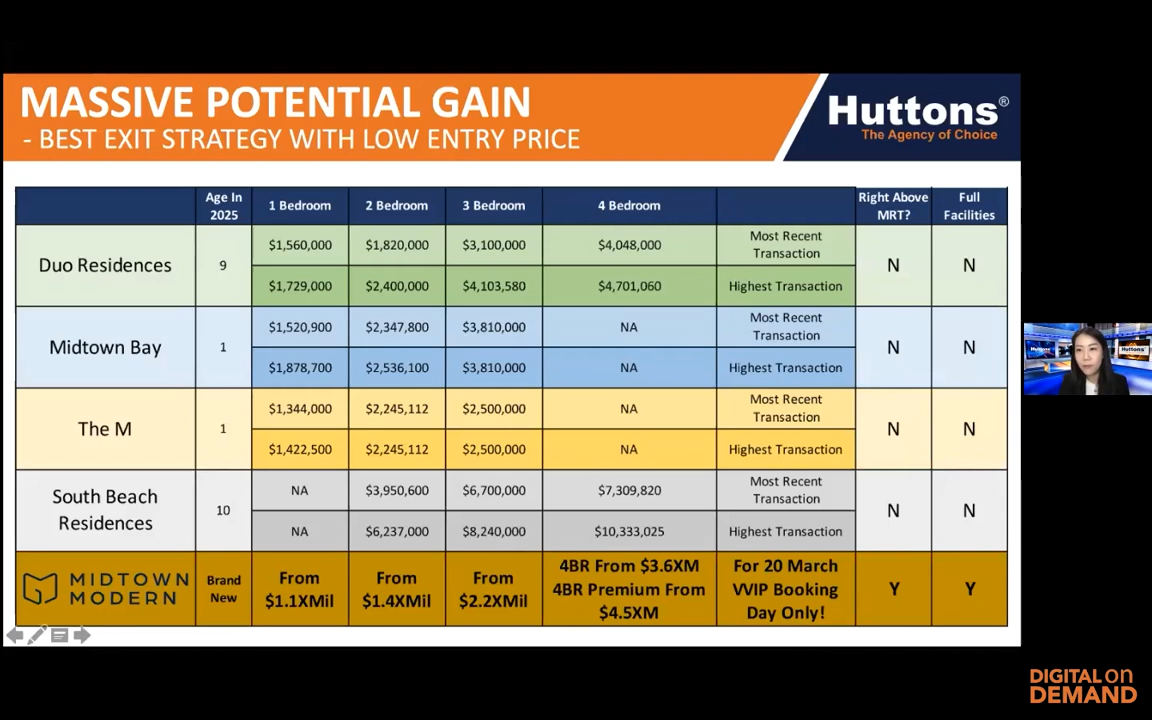 MASSIVE POTENTIAL GAIN
- BEST EXIT STRATEGY WITH LOW ENTRY PRICE
Huttons®
The Agency of Choice
Age In 2025 1 Bedroom 2 Bedroom 3 Bedroom 4 Bedroom Right Above MRT? Full Facilities
Duo Residences 9 $1,560,000 $1,820,000 $3,100,000 $4,048,000 Most Recent Transaction N N
$1,729,000 $2,400,000 $4,103,580 $4,701,060 Highest Transaction
Midtown Bay 1 $1,520,900 $2,347,800 $3,810,000 NA Most Recent Transaction N N
$1,878,700 $2,536,100 $3,810,000 NA Highest Transaction
The M 1 $1,344,000 $2,245,112 $2,500,000 NA Most Recent Transaction N N
$1,422,500 $2,245,112 $2,500,000 NA Highest Transaction
South Beach Residences 10 NA $3,950,600 $6,700,000 $7,309,820 Most Recent Transaction N N
NA $6,237,000 $8,240,000 $10,333,025 Highest Transaction
MIDTOWN MODERN Brand New From $1.1XMil From $1.4XMil From $2.2XMil 4BR From $3.6XM 4BR Premium From $4.5XM For 20 March VVIP Booking Day Only! Y Y
Huttons
Huttons
DIGITAL on
DEMAND